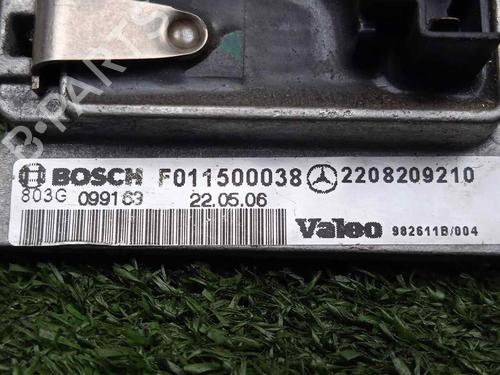 B-PARTS
BOSCH F011500038 2208209210
803G 099163 22.05.06
Valeo 982611B/004